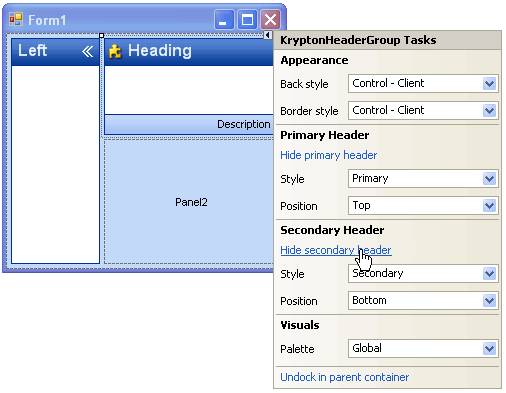 Form1
Left
Heading
Description
Panel2
KryptonHeaderGroup Tasks
Appearance
Back style Control - Client
Border style Control - Client
Primary Header
Hide primary header
Style Primary
Position Top
Secondary Header
Hide secondary header
Style Secondary
Position Bottom
Visuals
Palette Global
Undock in parent container